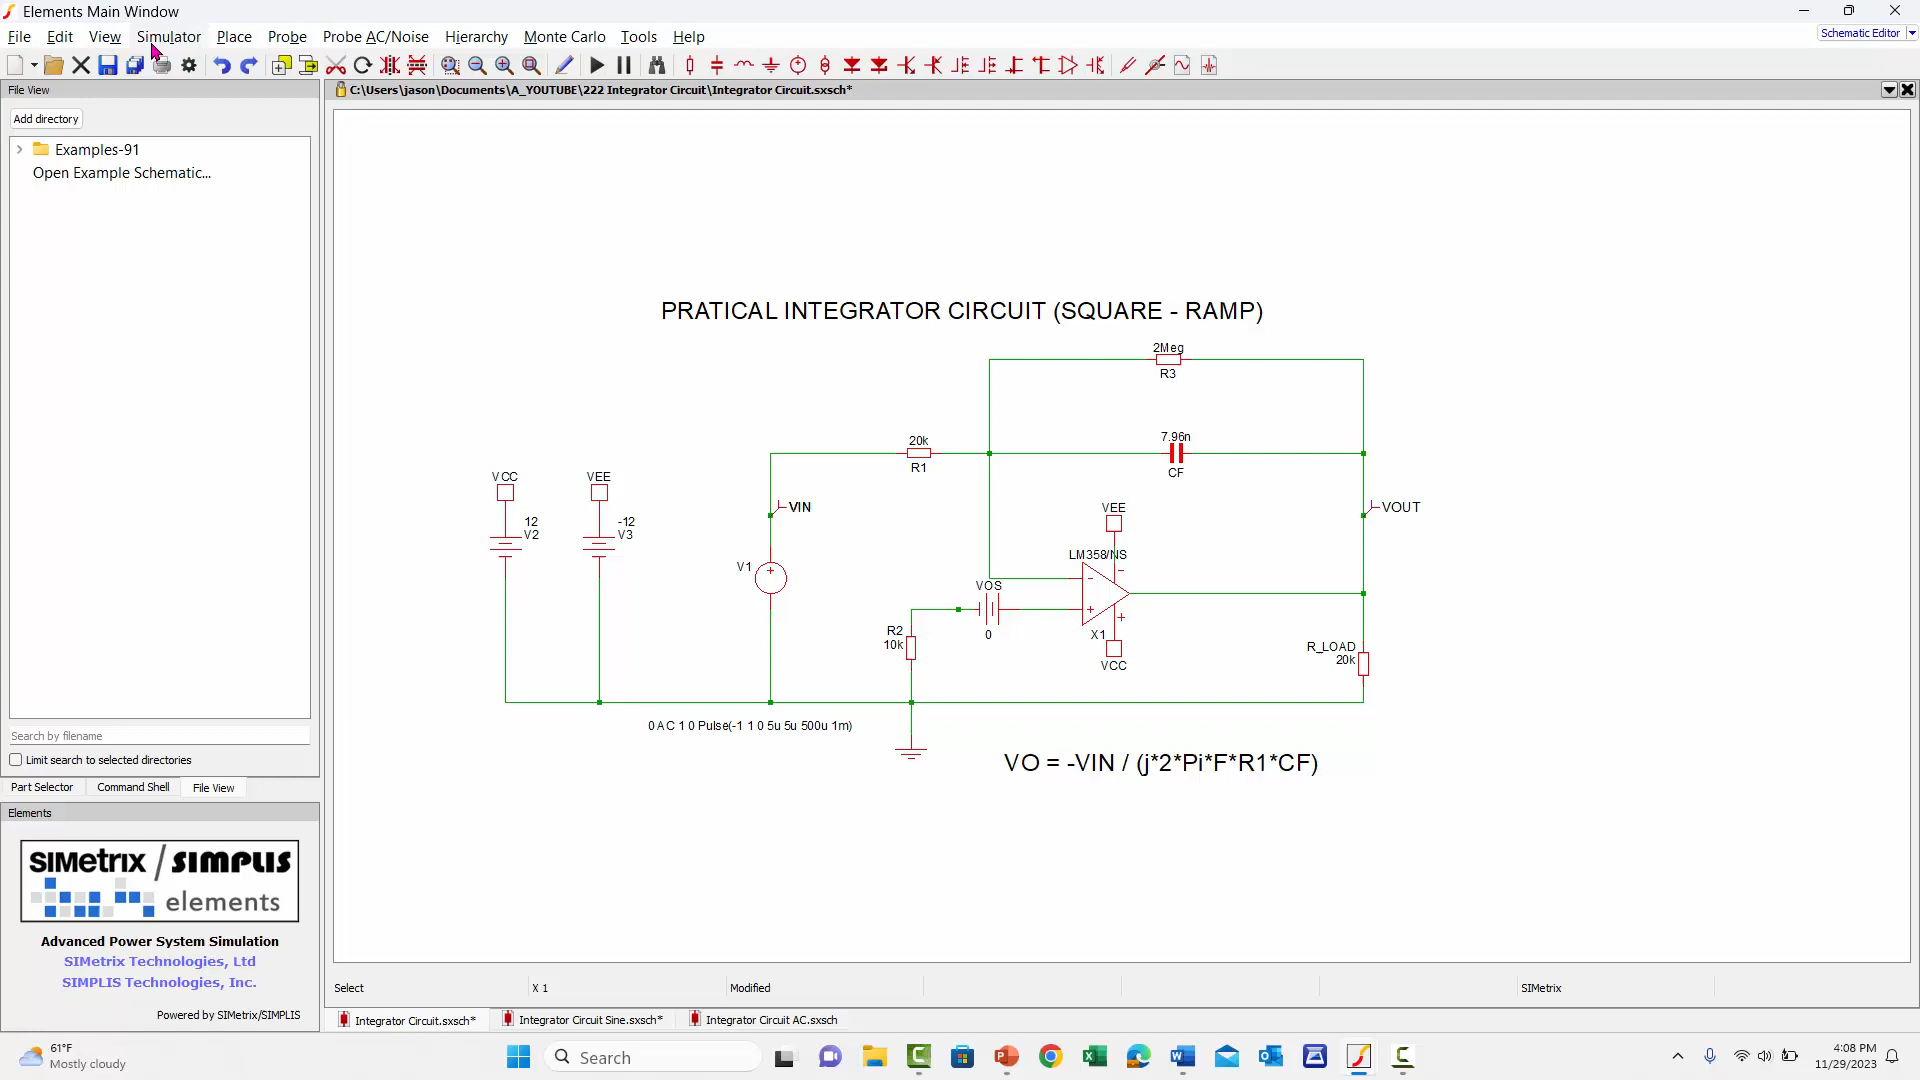 Elements Main Window
File Edit View Simulator Place Probe Probe AC/Noise Hierarchy Monte Carlo Tools Help
Schematic Editor
File View
C:\Users\jason\Documents\A_YOUTUBE\222 Integrator Circuit\Integrator Circuit.sxsch*
Add directory
Examples-91
Open Example Schematic...
PRATICAL INTEGRATOR CIRCUIT (SQUARE - RAMP)
2Meg
R3
20k
R1
7.96n
CF
VCC
VEE
12
V2
-12
V3
VIN
VOUT
V1
VEE
LM358/NS
-
-
+
+
X1
VCC
VOS
0
R2
10k
R_LOAD
20k
0 AC 1 0 Pulse(-1 1 0 5u 5u 500u 1m)
VO = -VIN / (j*2*Pi*F*R1*CF)
Search by filename
Limit search to selected directories
Part Selector Command Shell File View
Elements
SIMetrix / SIMPLIS
elements
Advanced Power System Simulation
SIMetrix Technologies, Ltd
SIMPLIS Technologies, Inc.
Powered by SIMetrix/SIMPLIS
Select X 1 Modified SIMetrix
Integrator Circuit.sxsch* Integrator Circuit Sine.sxsch* Integrator Circuit AC.sxsch
61°F
Mostly cloudy
Search
4:08 PM
11/29/2023